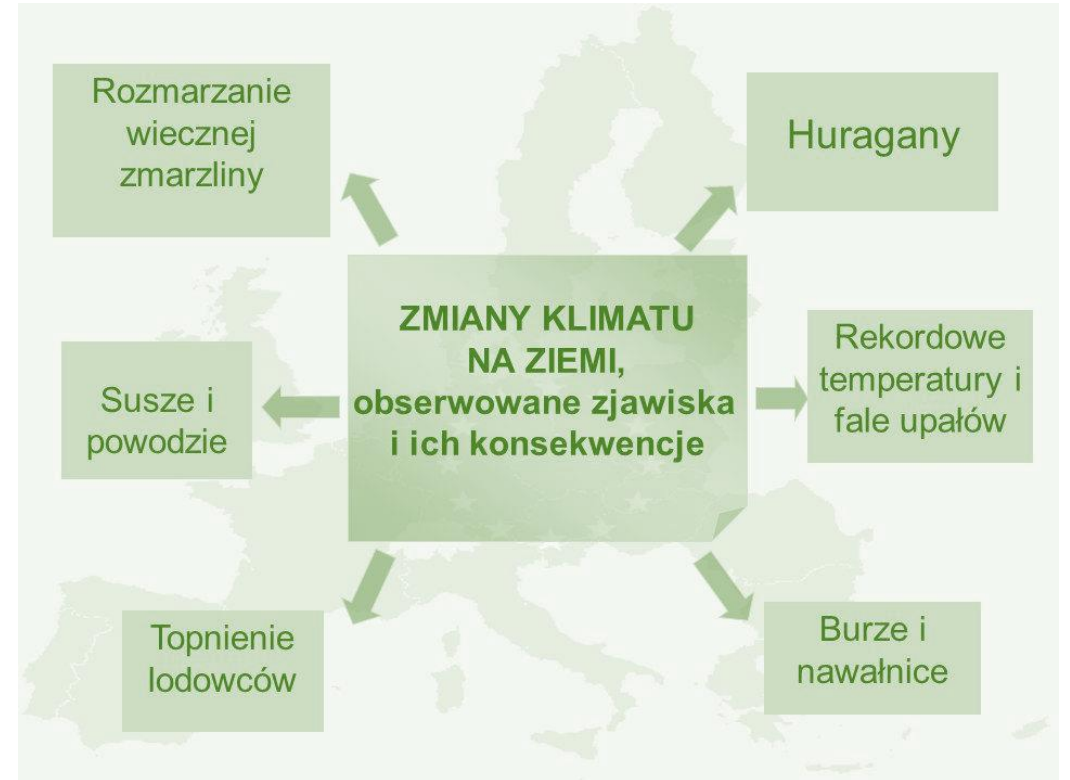 Rozmarzanie
wiecznej
zmarzliny
Huragany
ZMIANY KLIMATU
NA ZIEMI,
obserwowane zjawiska
i ich konsekwencje
Susze i
powodzie
Rekordowe
temperatury i
fale upałów
Topnienie
lodowców
Burze i
nawałnice